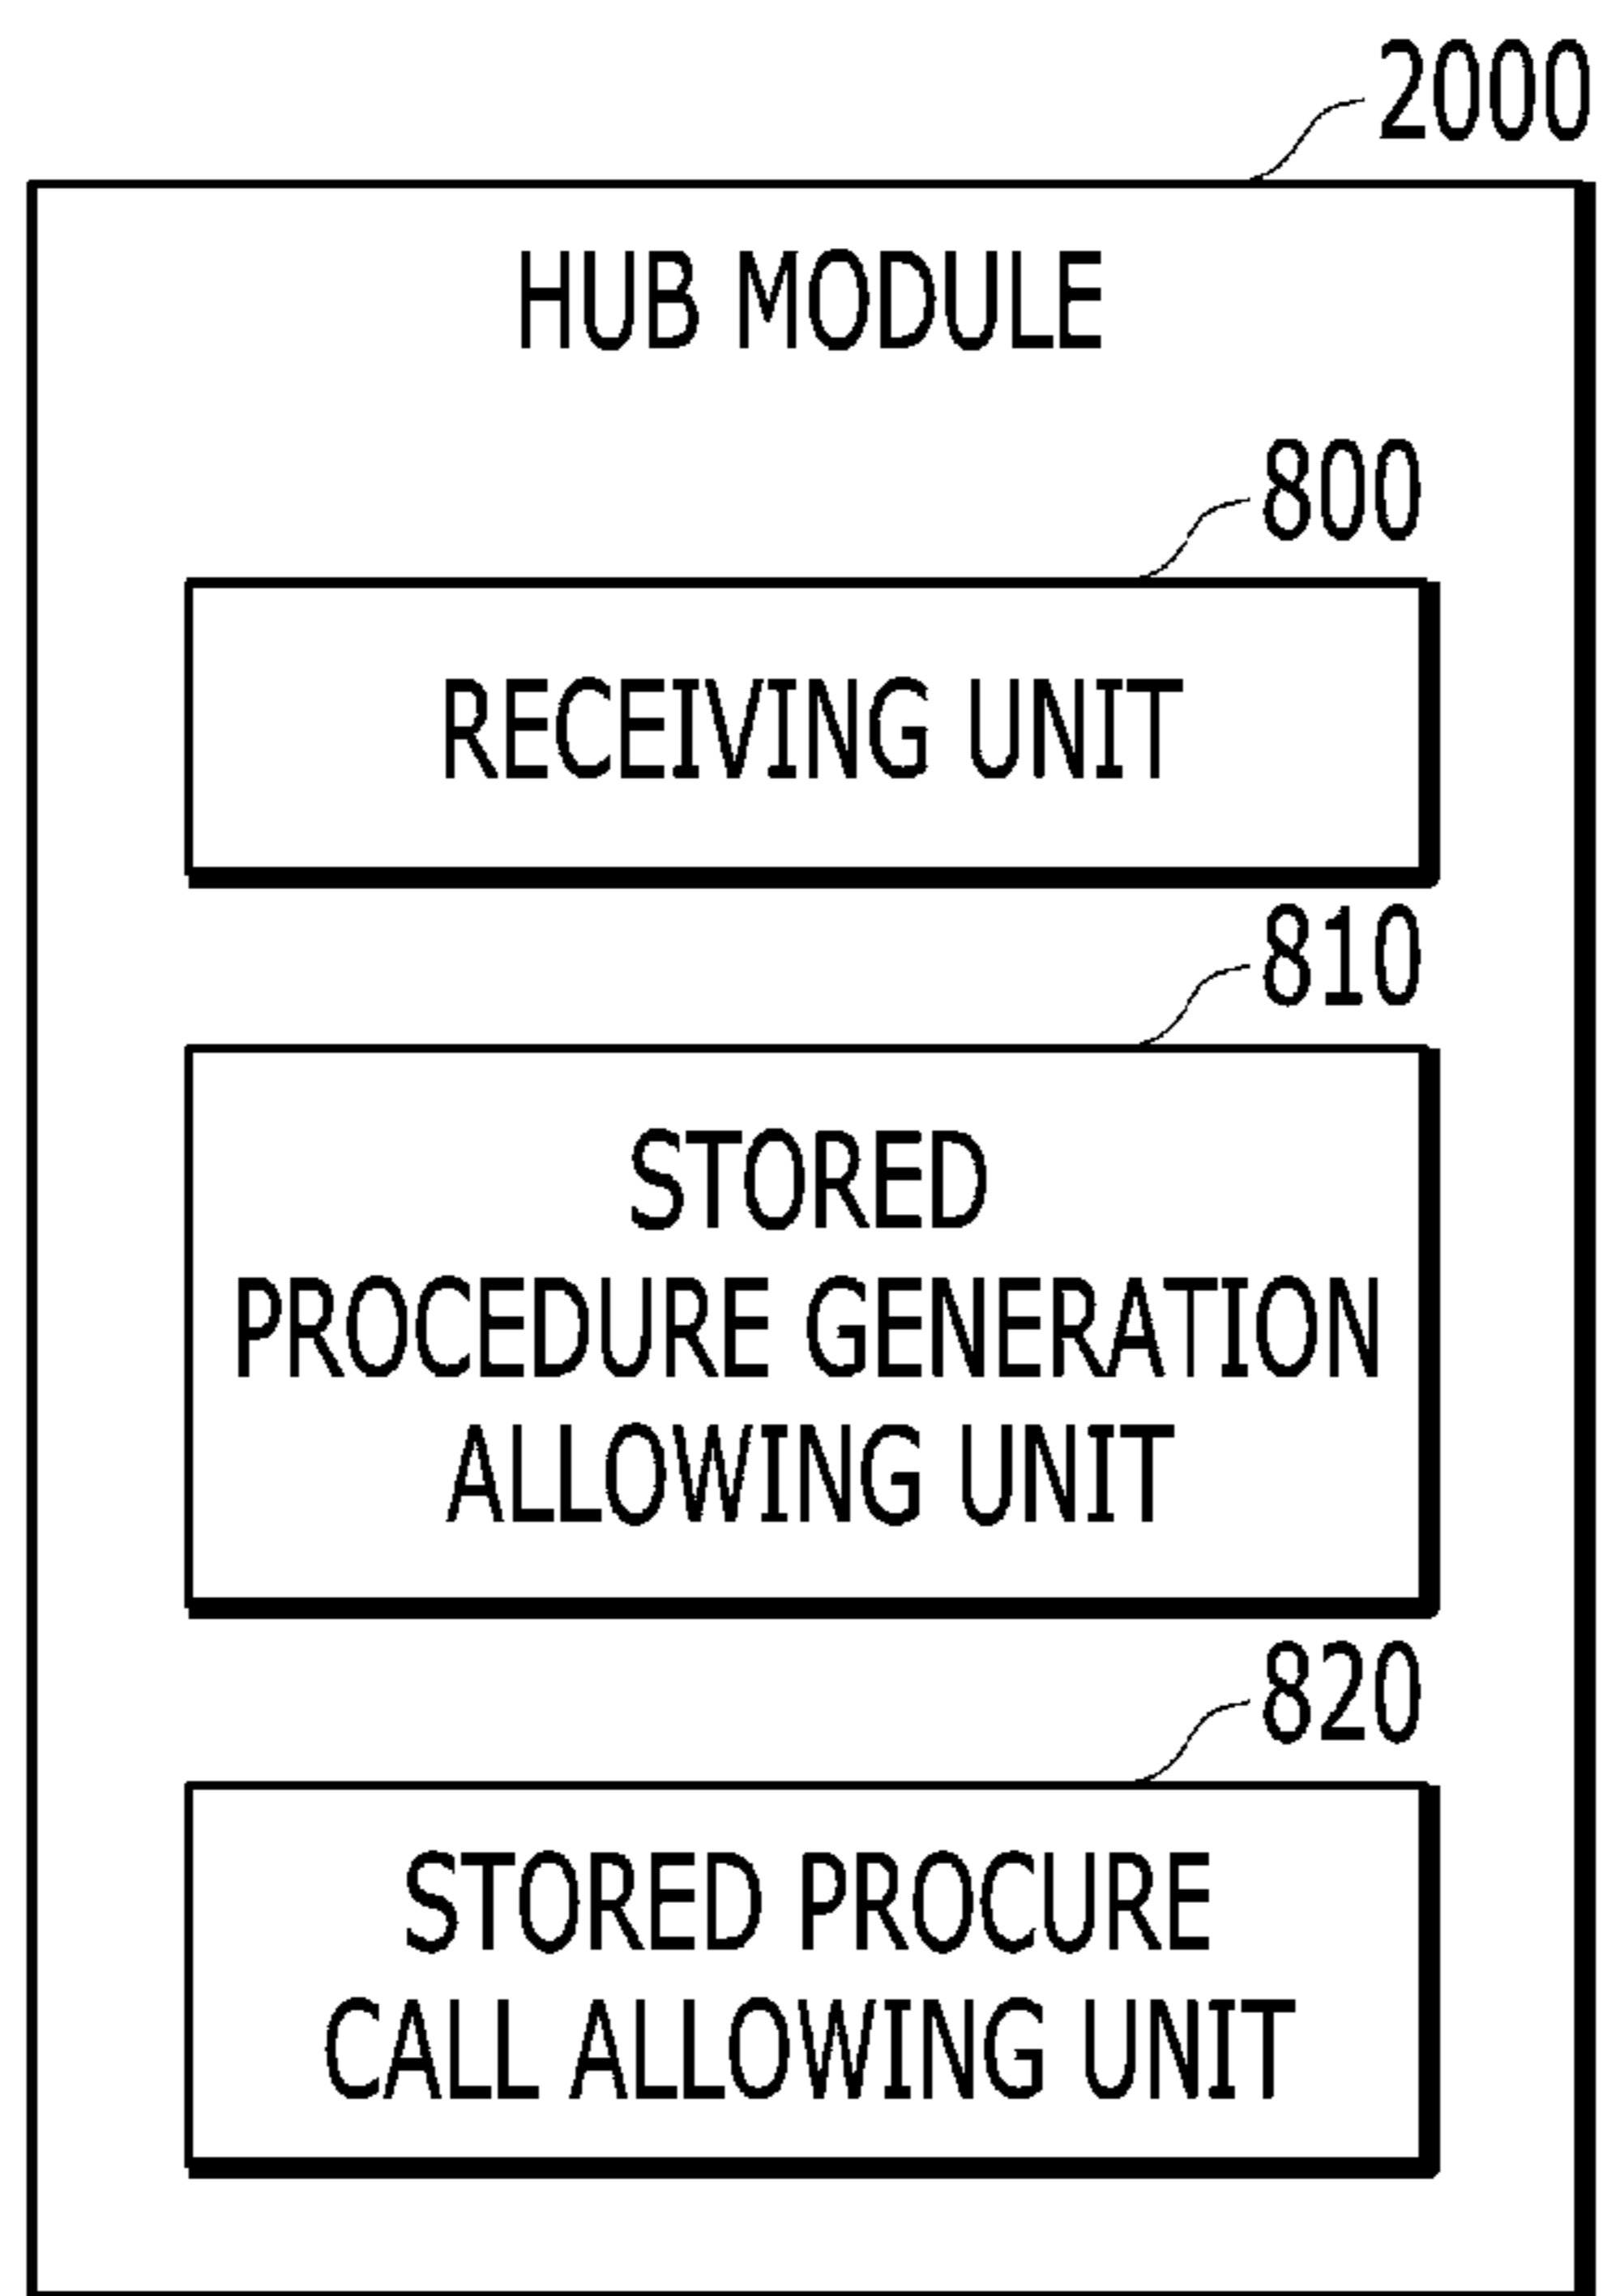 2000
HUB MODULE
800
RECEIVING UNIT
810
STORED
PROCEDURE GENERATION
ALLOWING UNIT
820
STORED PROCURE
CALL ALLOWING UNIT